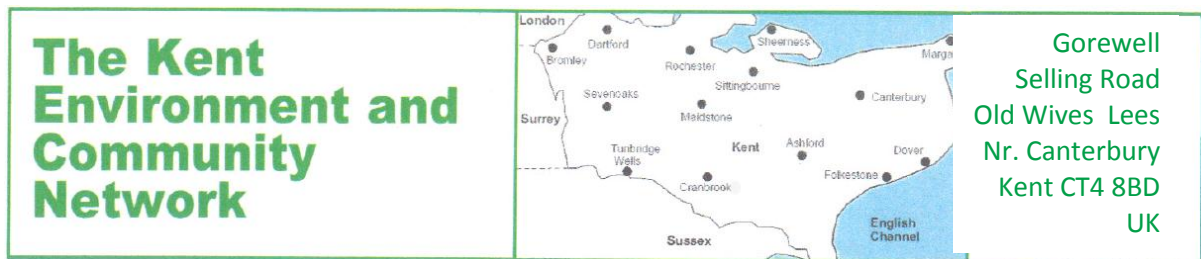 The Kent
Environment and
Community
Network
London
Dartford
Sheerness
Bromley
Rochester
Marga
Sittingbourne
Sevenoaks
Canterbury
Maidstone
Surrey
Tunbridge
Wells
Kent
Ashford
Dover
Cranbrook
Folkestone
English
Channel
Sussex
Gorewell
Selling Road
Old Wives Lees
Nr. Canterbury
Kent CT4 8BD
UK